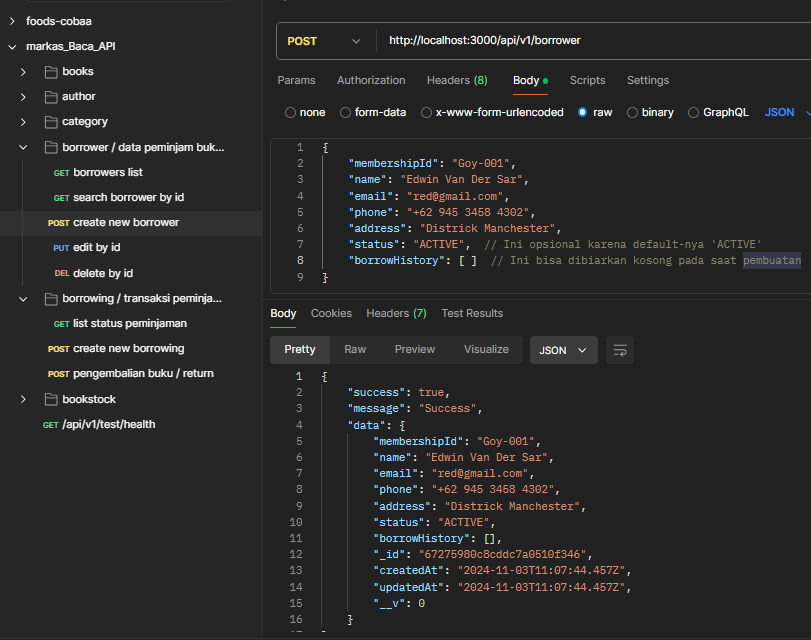 foods-cobaa
markas_Baca_API
books
author
category
borrower / data peminjam buk...
GET borrowers list
GET search borrower by id
POST create new borrower
PUT edit by id
DEL delete by id
borrowing / transaksi peminja...
GET list status peminjaman
POST create new borrowing
POST pengembalian buku / return
bookstock
GET /api/v1/test/health
POST http://localhost:3000/api/v1/borrower
Params Authorization Headers (8) Body Scripts Settings
none form-data x-www-form-urlencoded raw binary GraphQL JSON
1 {
2 "membershipId": "Goy-001",
3 "name": "Edwin Van Der Sar",
4 "email": "red@gmail.com",
5 "phone": "+62 945 3458 4302",
6 "address": "Districk Manchester",
7 "status": "ACTIVE", // Ini opsional karena default-nya 'ACTIVE'
8 "borrowHistory": [ ] // Ini bisa dibiarkan kosong pada saat pembuatan
9 }
Body Cookies Headers (7) Test Results
Pretty Raw Preview Visualize JSON
1 {
2 "success": true,
3 "message": "Success",
4 "data": {
5 "membershipId": "Goy-001",
6 "name": "Edwin Van Der Sar",
7 "email": "red@gmail.com",
8 "phone": "+62 945 3458 4302",
9 "address": "Districk Manchester",
10 "status": "ACTIVE",
11 "borrowHistory": [],
12 "_id": "67275980c8cddc7a0510f346",
13 "createdAt": "2024-11-03T11:07:44.457Z",
14 "updatedAt": "2024-11-03T11:07:44.457Z",
15 "__v": 0
16 }